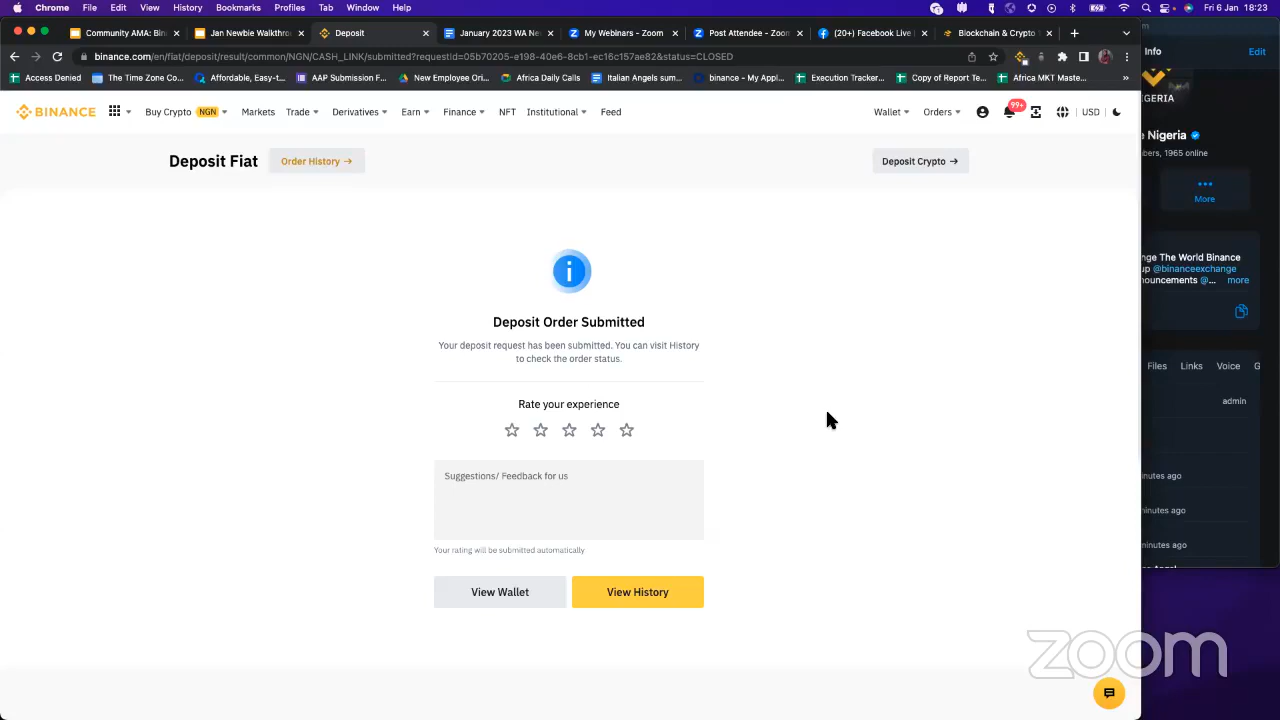 Chrome File Edit View History Bookmarks Profiles Tab Window Help Fri 6 Jan 18:23
Community AMA: Bin Jan Newbie Walkthro Deposit January 2023 WA Ne My Webinars - Zoom Post Attendee - Zoom (20+) Facebook Live Blockchain & Crypto
binance.com/en/fiat/deposit/result/common/NGN/CASH_LINK/submitted?requestId=05b70205-e198-4068-8cb1-ec16c157ae82&status=CLOSED
Access Denied The Time Zone Co... Affordable, Easy-t... AAP Submission F... New Employee Ori... Africa Daily Calls Italian Angels sum... binance - My Appl... Execution Tracker... Copy of Report Te... Africa MKT Maste... »
BINANCE Buy Crypto NGN Markets Trade Derivatives Earn Finance NFT Institutional Feed Wallet Orders 99+ USD
Deposit Fiat Order History → Deposit Crypto →
Deposit Order Submitted
Your deposit request has been submitted. You can visit History
to check the order status.
Rate your experience
Suggestions/ Feedback for us
Your rating will be submitted automatically
View Wallet View History
Info Edit
GERIA
e Nigeria
bers, 1965 online
More
nge The World Binance
up @binanceexchange
nouncements @... more
Files Links Voice G
admin
inutes ago
minutes ago
minutes ago
zoom